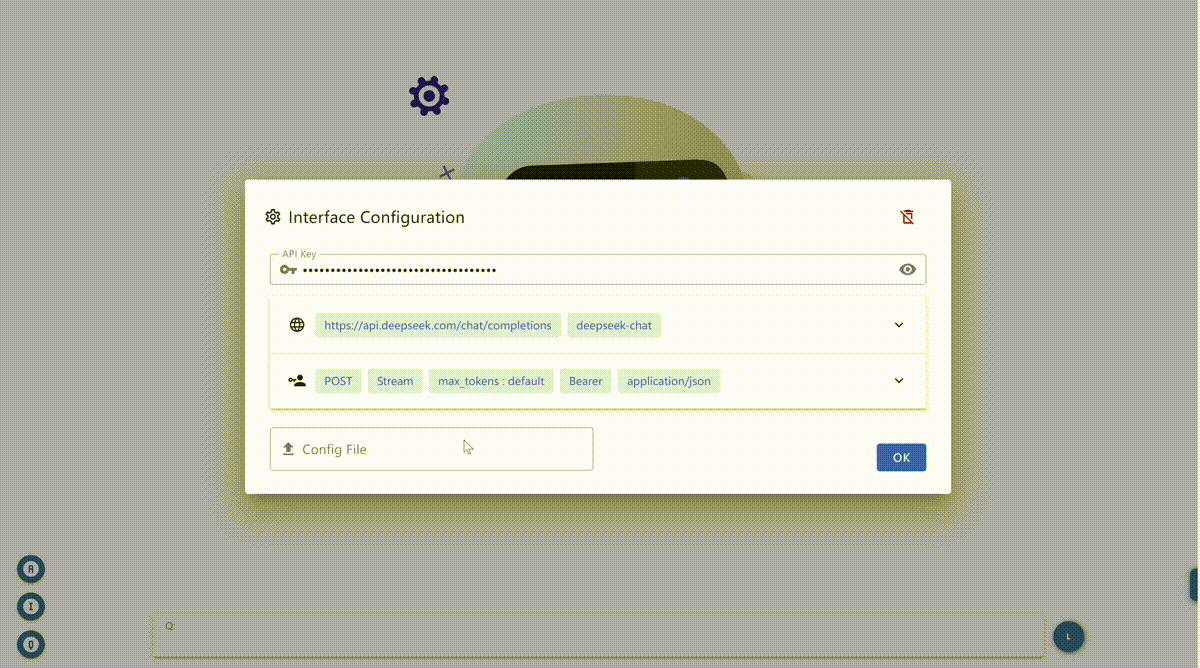 Interface Configuration
API Key
••••••••••••••••••••••••••••••••••••
https://api.deepseek.com/chat/completions deepseek-chat
POST Stream max_tokens : default Bearer application/json
Config File
OK
A
I
Q
Q:
L